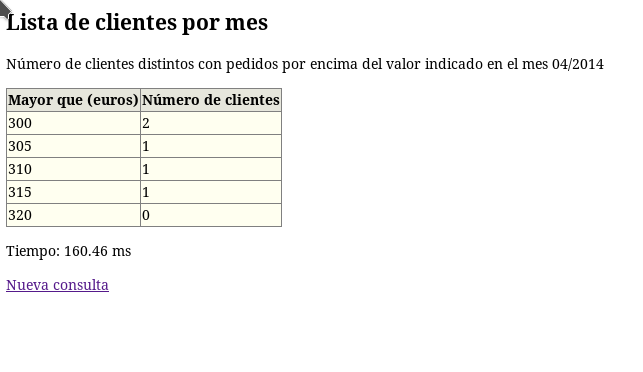 Lista de clientes por mes
Número de clientes distintos con pedidos por encima del valor indicado en el mes 04/2014
Mayor que (euros) Número de clientes
300 2
305 1
310 1
315 1
320 0
Tiempo: 160.46 ms
Nueva consulta